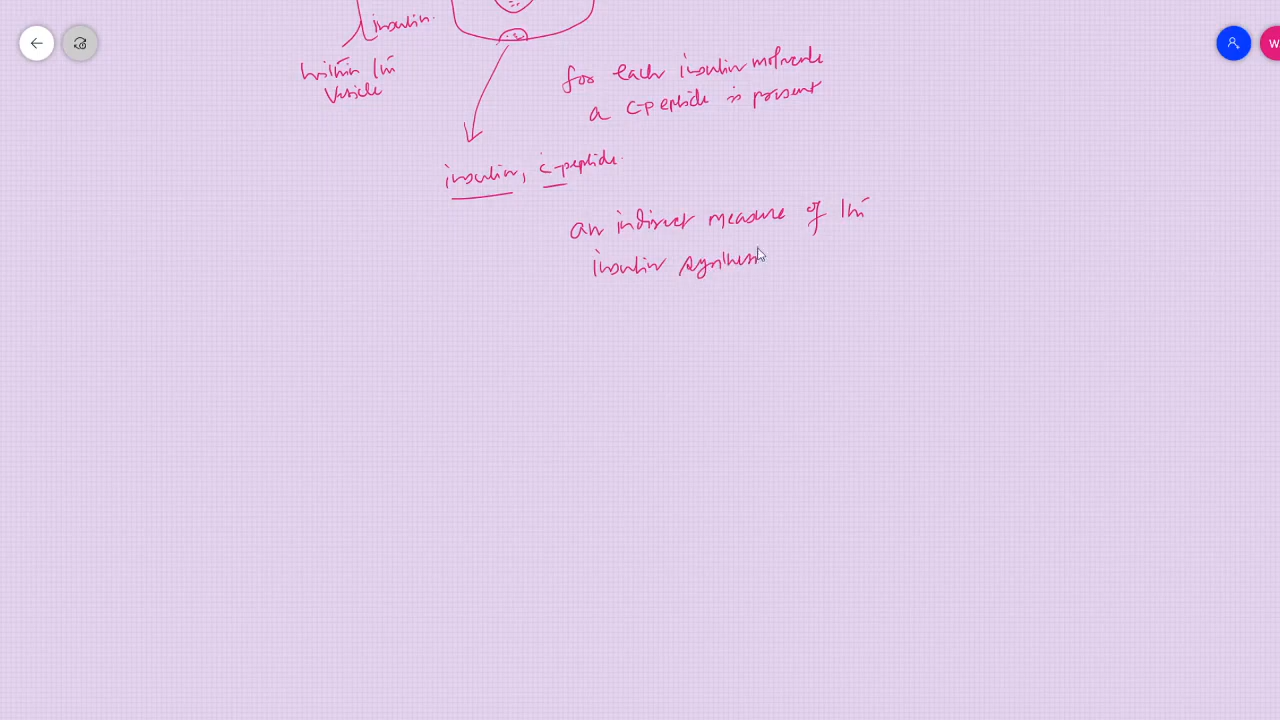 insulin.
within the
vesicle
for each insulin molecule
a c-peptide is present
insulin, c-peptide.
an indirect measure of the
insulin synthesis
W